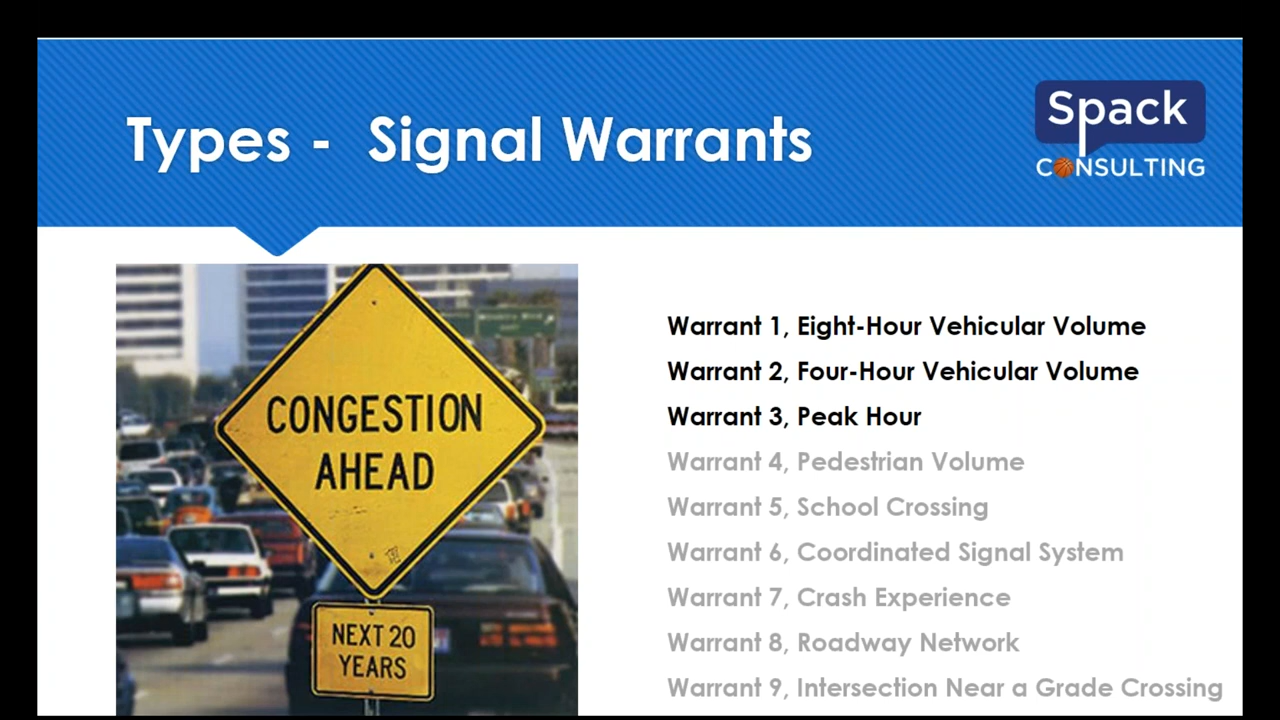 Types - Signal Warrants
Spack
CONSULTING
CONGESTION
AHEAD
NEXT 20
YEARS
Warrant 1, Eight-Hour Vehicular Volume
Warrant 2, Four-Hour Vehicular Volume
Warrant 3, Peak Hour
Warrant 4, Pedestrian Volume
Warrant 5, School Crossing
Warrant 6, Coordinated Signal System
Warrant 7, Crash Experience
Warrant 8, Roadway Network
Warrant 9, Intersection Near a Grade Crossing